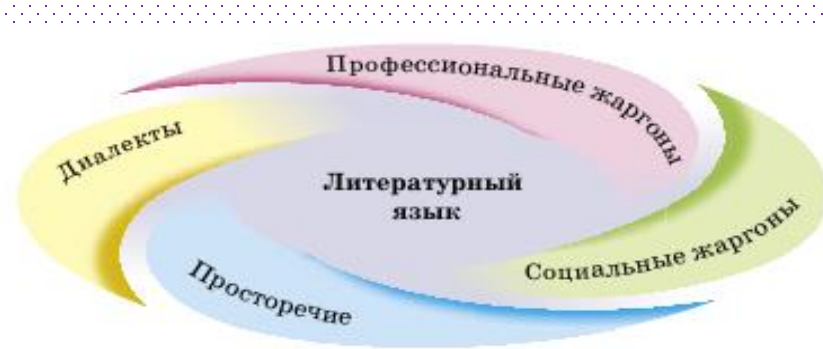 Профессиональные жаргоны
Диалекты
Литературный
язык
Социальные жаргоны
Просторечие